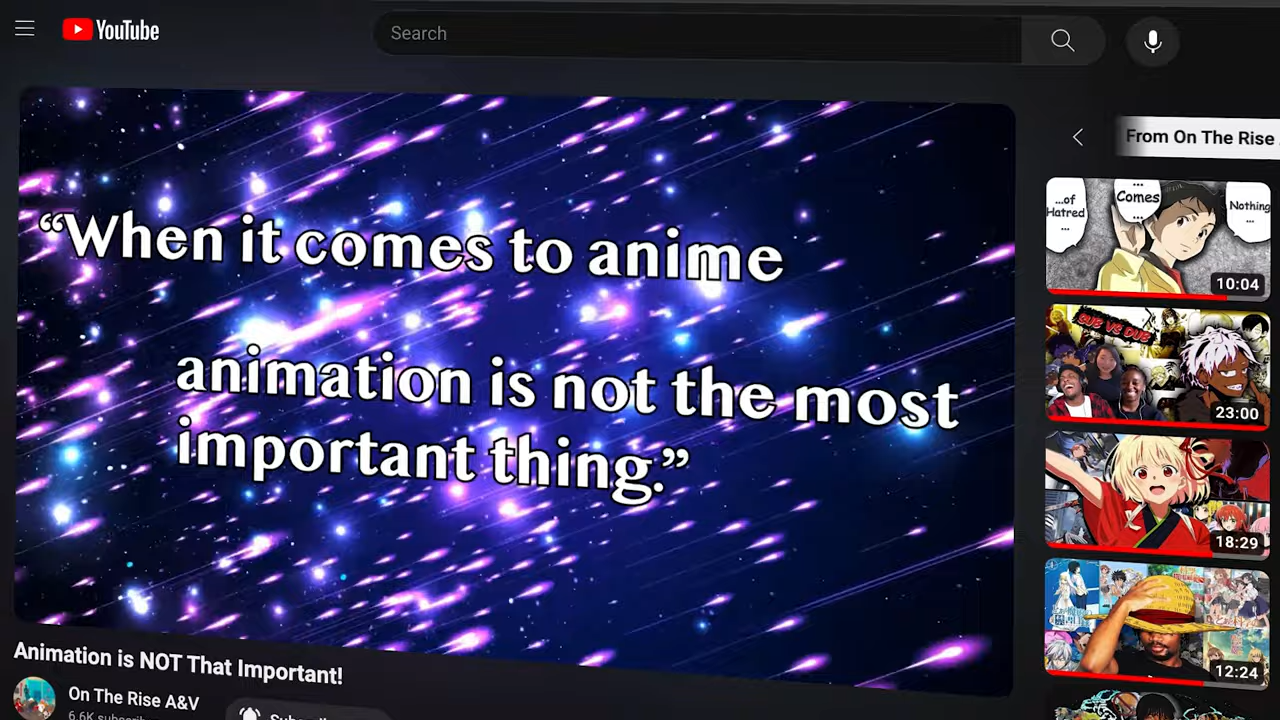 YouTube
Search
From On The Rise
“When it comes to anime
animation is not the most
important thing.”
Animation is NOT That Important!
On The Rise A&V
...of
Hatred
...
...
Comes
...
Nothing
...
10:04
SUB VS DUB
23:00
18:29
12:24